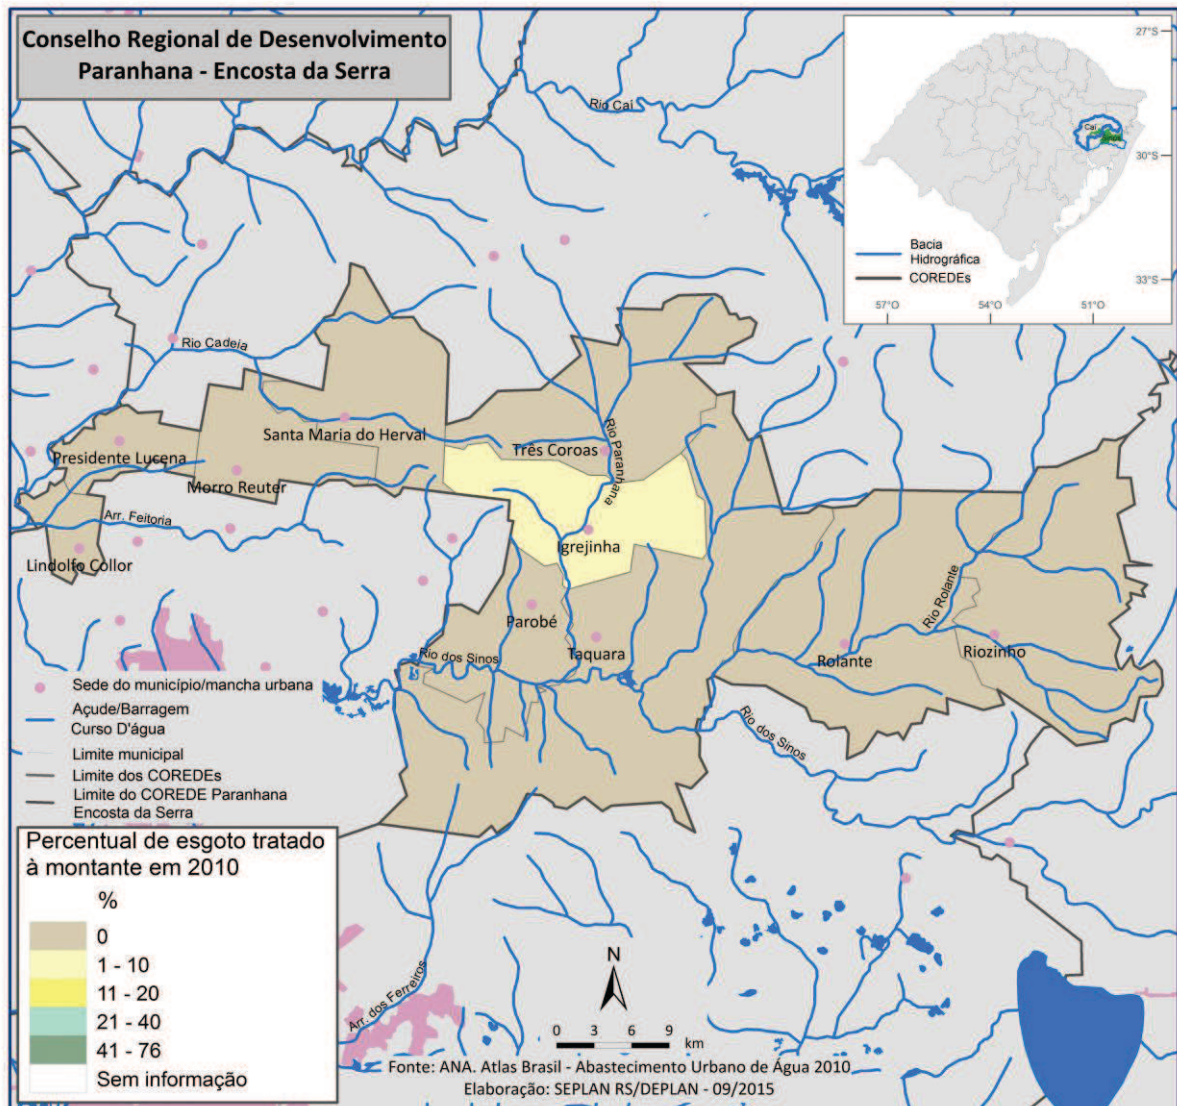 Conselho Regional de Desenvolvimento
Paranhana - Encosta da Serra
27°S
30°S
33°S
57°O
54°O
51°O
Caí
Bacia
Hidrográfica
COREDEs
Rio Caí
Rio Cadeia
Santa Maria do Herval
Três Coroas
Rio Paranhana
Presidente Lucena
Morro Reuter
Arr. Feitoria
Igrejinha
Lindolfo Collor
Parobé
Taquara
Rio Rolante
Rolante
Riozinho
Rio dos Sinos
Rio dos Sinos
Sede do município/mancha urbana
Açude/Barragem
Curso D'água
Limite municipal
Limite dos COREDEs
Limite do COREDE Paranhana
Encosta da Serra
Percentual de esgoto tratado
à montante em 2010
%
0
1 - 10
11 - 20
21 - 40
41 - 76
Sem informação
Arr. dos Ferreiros
N
0 3 6 9
km
Fonte: ANA. Atlas Brasil - Abastecimento Urbano de Água 2010
Elaboração: SEPLAN RS/DEPLAN - 09/2015